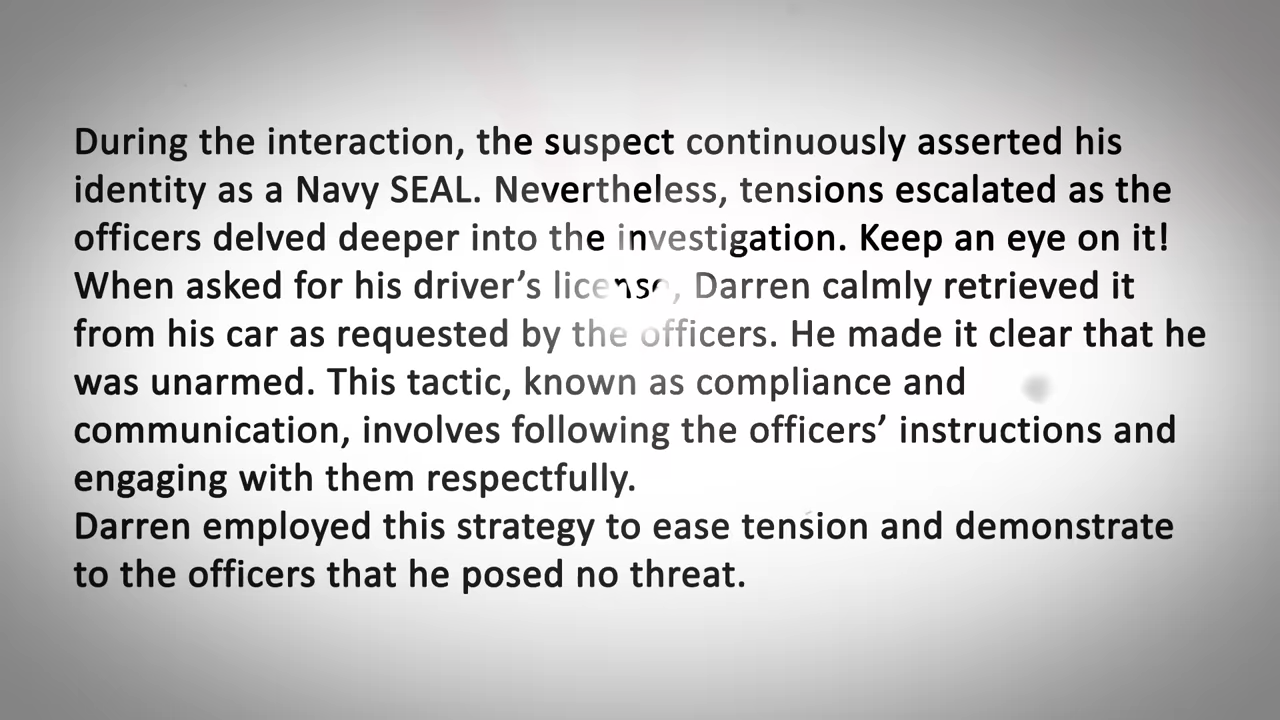 During the interaction, the suspect continuously asserted his
identity as a Navy SEAL. Nevertheless, tensions escalated as the
officers delved deeper into the investigation. Keep an eye on it!
When asked for his driver’s license, Darren calmly retrieved it
from his car as requested by the officers. He made it clear that he
was unarmed. This tactic, known as compliance and
communication, involves following the officers’ instructions and
engaging with them respectfully.
Darren employed this strategy to ease tension and demonstrate
to the officers that he posed no threat.